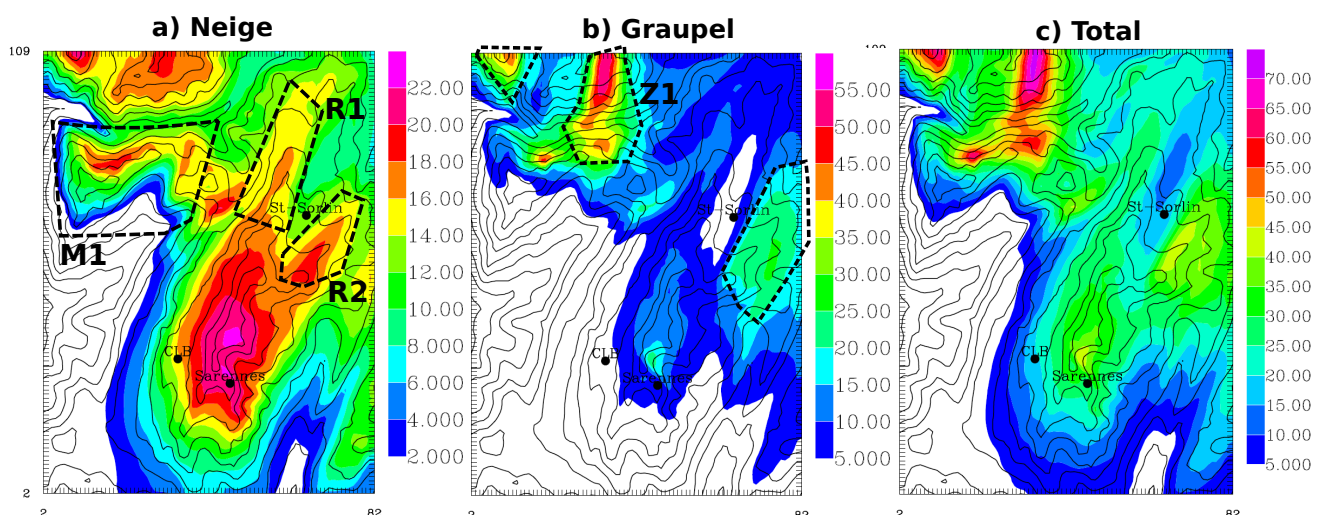 a) Neige
109
R1
St-Sorlin
M1
R2
CLB
Sarennes
2
2
82
22.00
20.00
18.00
16.00
14.00
12.00
10.00
8.000
6.000
4.000
2.000
b) Graupel
Z1
St-Sorlin
CLB
Sarennes
55.00
50.00
45.00
40.00
35.00
30.00
25.00
20.00
15.00
10.00
5.000
c) Total
St-Sorlin
CLB
Sarennes
2
82
70.00
65.00
60.00
55.00
50.00
45.00
40.00
35.00
30.00
25.00
20.00
15.00
10.00
5.000